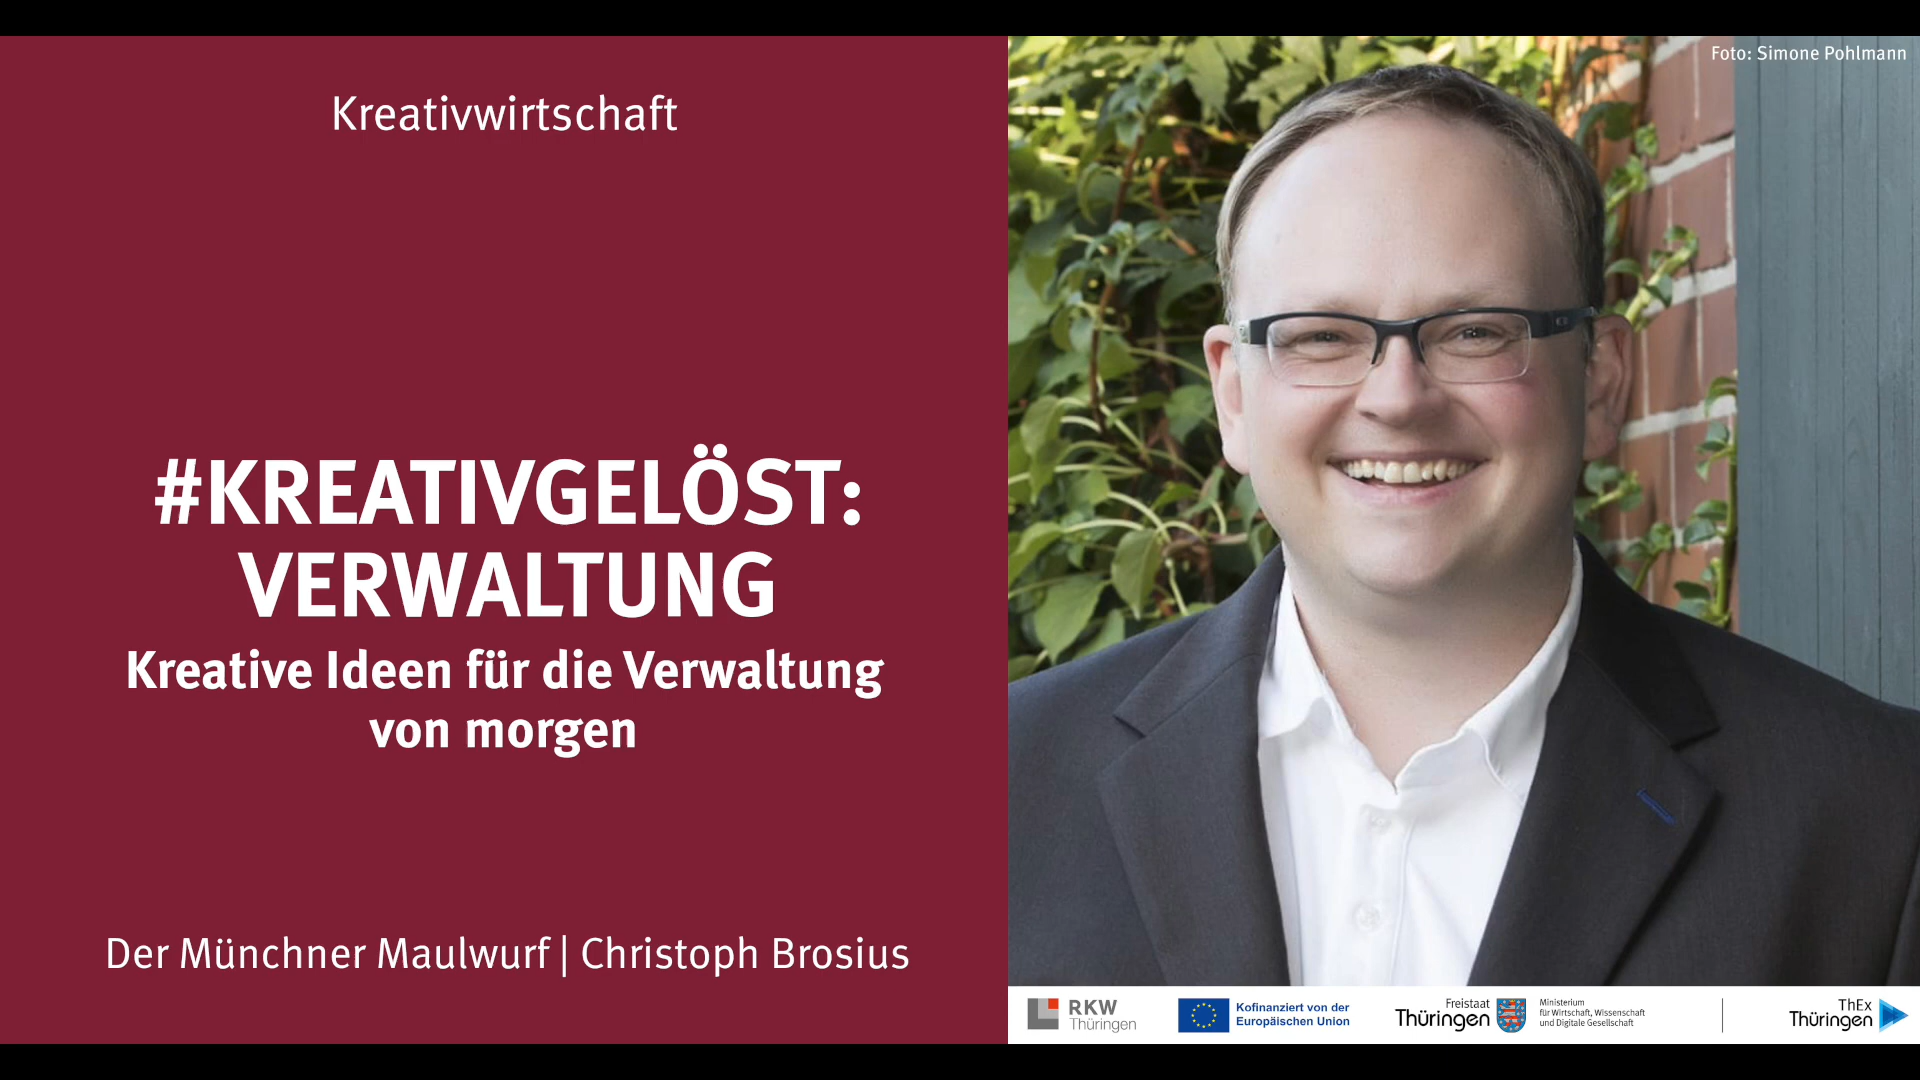 Kreativwirtschaft
#KREATIVGELÖST:
VERWALTUNG
Kreative Ideen für die Verwaltung
von morgen
Der Münchner Maulwurf | Christoph Brosius
Foto: Simone Pohlmann
RKW
Thüringen
Kofinanziert von der
Europäischen Union
Freistaat
Thüringen
Ministerium
für Wirtschaft, Wissenschaft
und Digitale Gesellschaft
ThEx
Thüringen